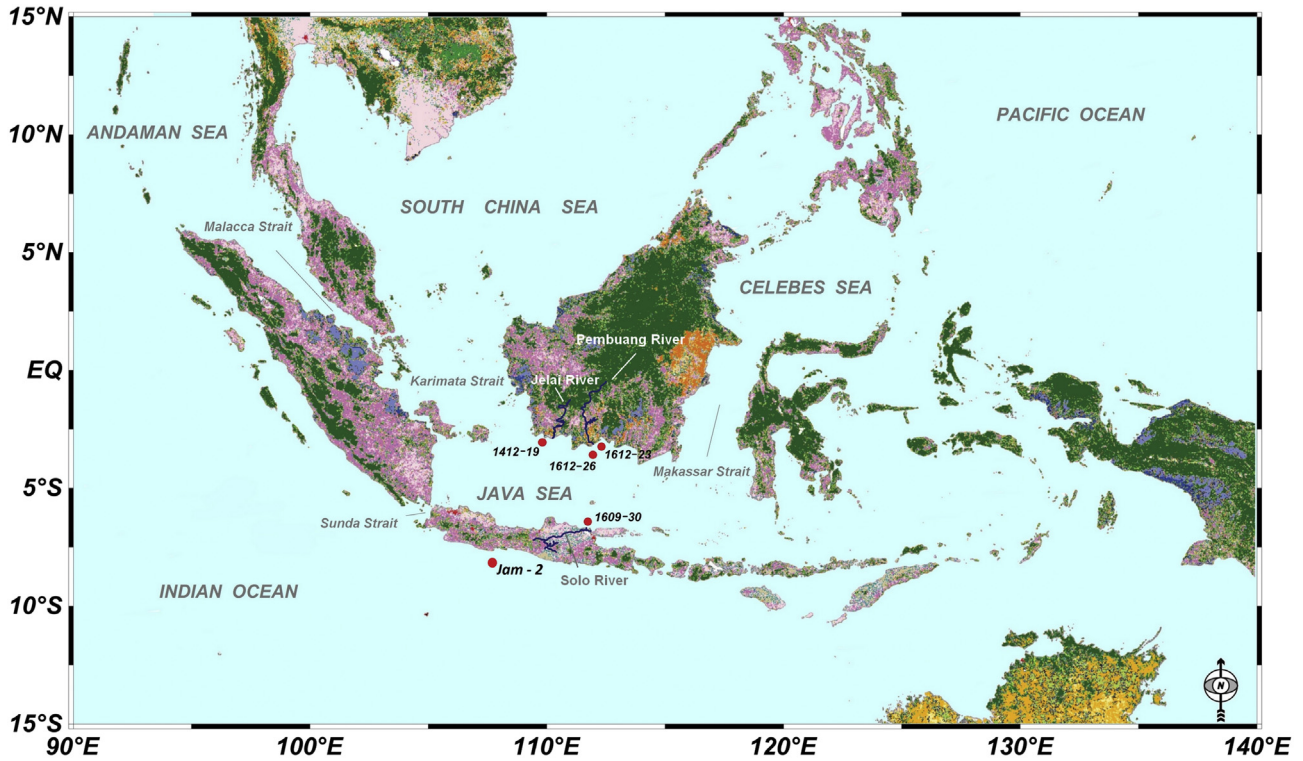 15°N
ANDAMAN SEA
10°N
PACIFIC OCEAN
SOUTH CHINA SEA
Malacca Strait
5°N
CELEBES SEA
Pembuang River
EQ
Karimata Strait
Jelai River
1412-19
1612-23
1612-26
Makassar Strait
5°S
JAVA SEA
Sunda Strait
1609-30
Jam - 2
Solo River
INDIAN OCEAN
10°S
N
15°S
90°E
100°E
110°E
120°E
130°E
140°E